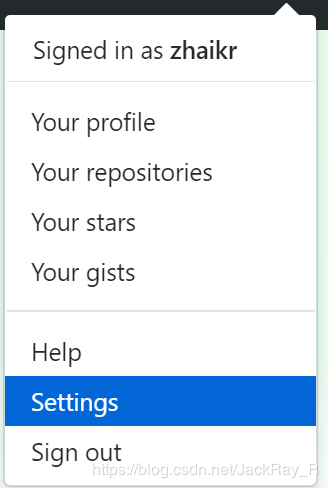 Signed in as zhaikr
Your profile
Your repositories
Your stars
Your gists
Help
Settings
Sign out
https://blog.csdn.net/JackRay_R